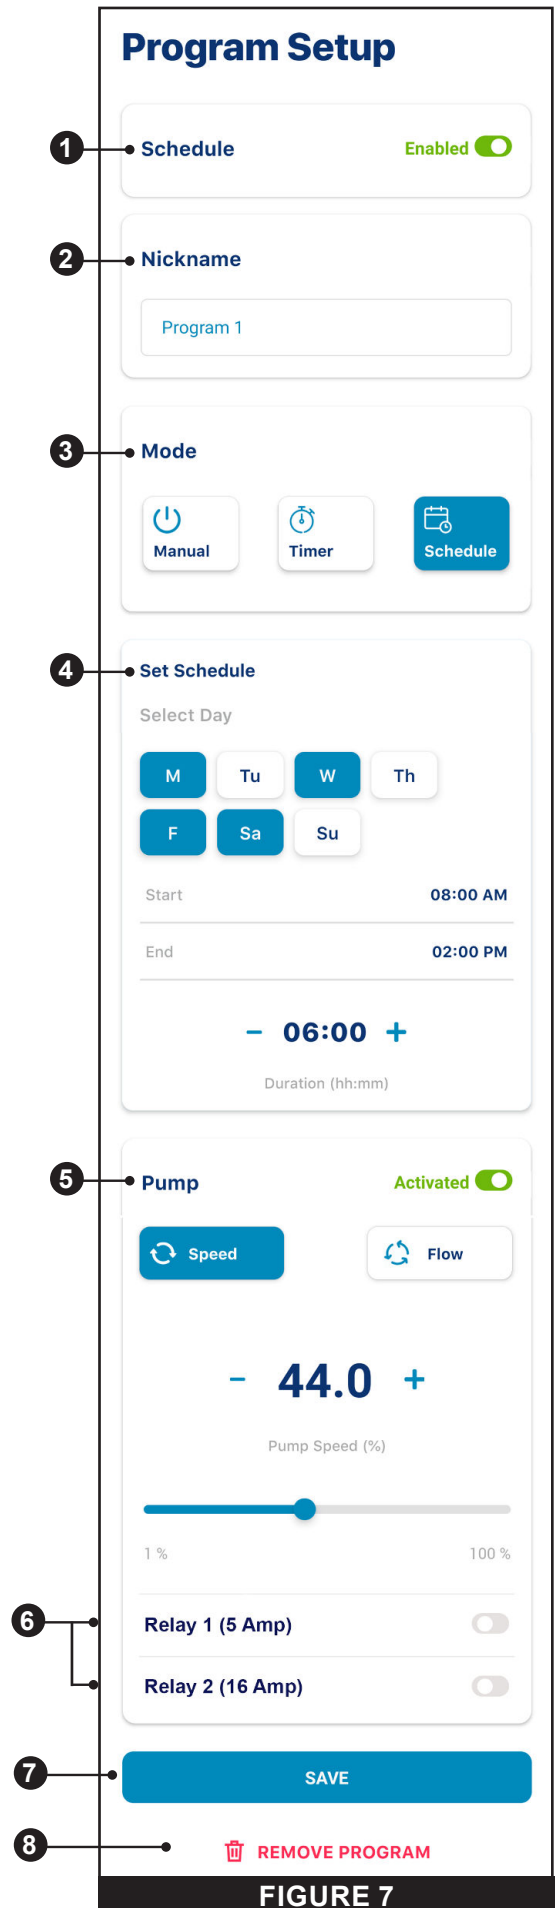 Program Setup
1 Schedule Enabled
2 Nickname
Program 1
3 Mode
Manual Timer Schedule
4 Set Schedule
Select Day
M Tu W Th
F Sa Su
Start 08:00 AM
End 02:00 PM
- 06:00 +
Duration (hh:mm)
5 Pump Activated
Speed Flow
- 44.0 +
Pump Speed (%)
1 % 100 %
6 Relay 1 (5 Amp)
Relay 2 (16 Amp)
7 SAVE
8 REMOVE PROGRAM
FIGURE 7